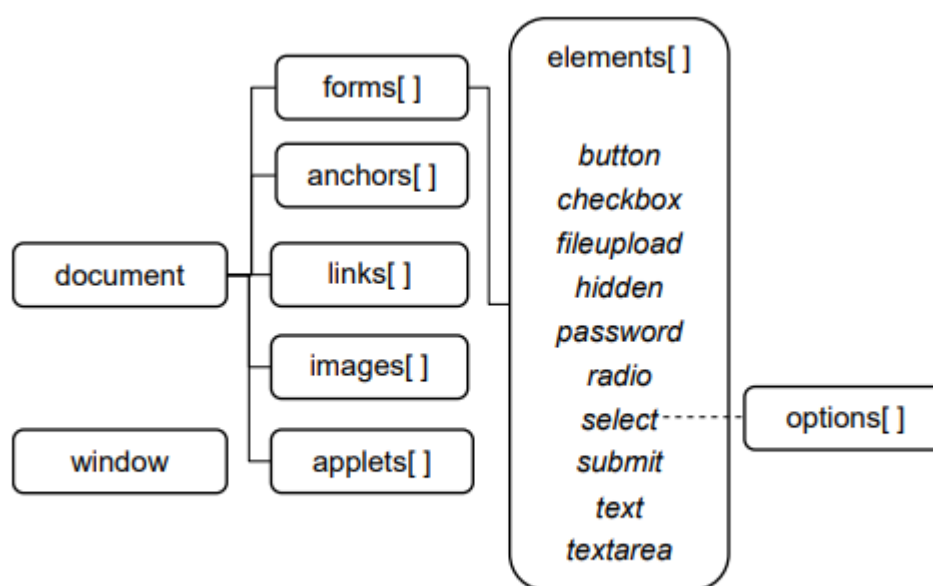 document
window
forms[ ]
anchors[ ]
links[ ]
images[ ]
applets[ ]
elements[ ]
button
checkbox
fileupload
hidden
password
radio
select
submit
text
textarea
options[ ]